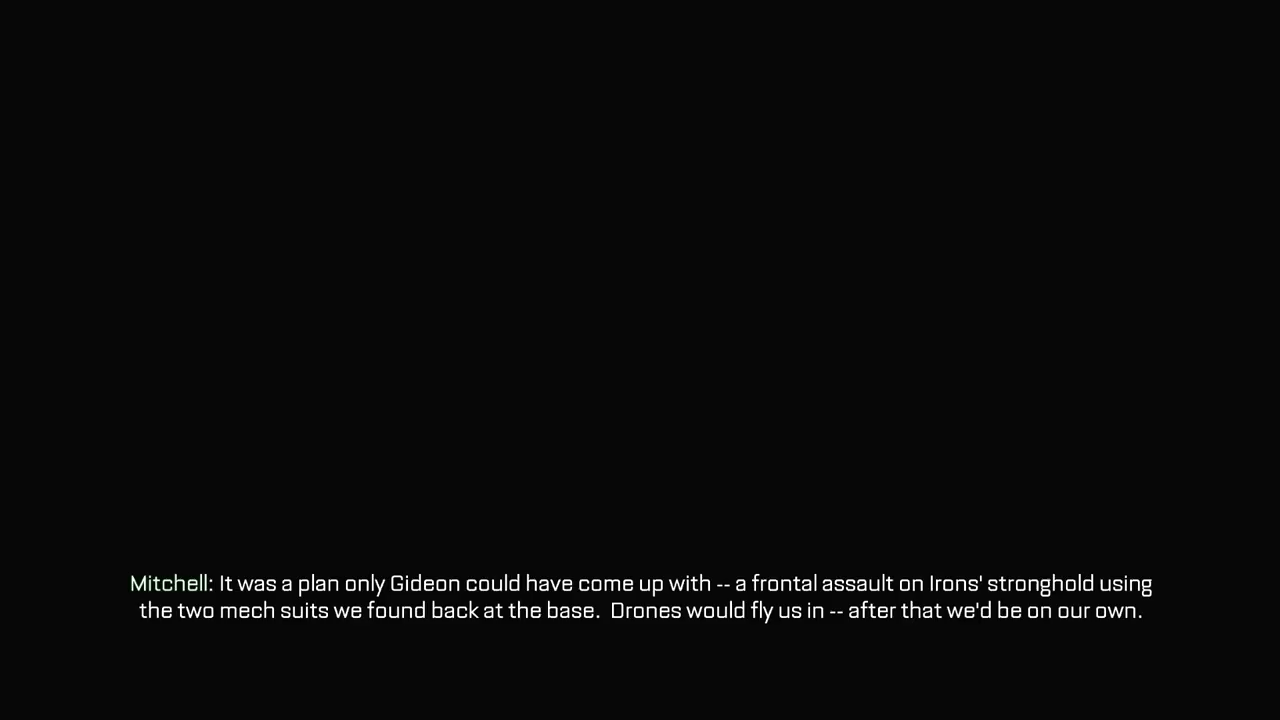 Mitchell: It was a plan only Gideon could have come up with -- a frontal assault on Irons' stronghold using
the two mech suits we found back at the base.  Drones would fly us in -- after that we'd be on our own.